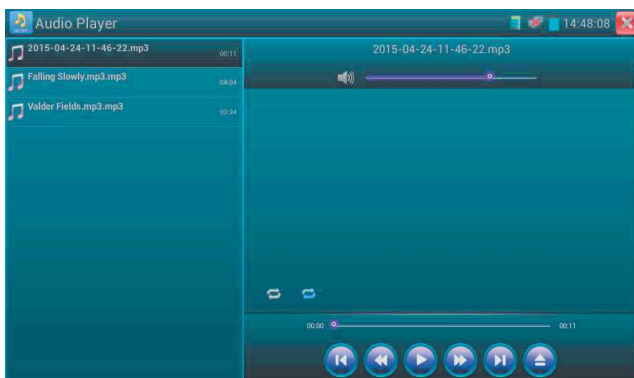 Audio Player
14:48:08
2015-04-24-11-46-22.mp3
00:11
Falling Slowly.mp3.mp3
04:04
Valder Fields.mp3.mp3
02:34
2015-04-24-11-46-22.mp3
00:00
00:11